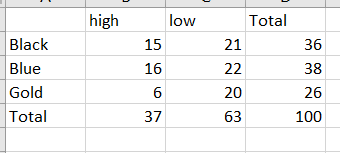 high low Total
Black 15 21 36
Blue 16 22 38
Gold 6 20 26
Total 37 63 100